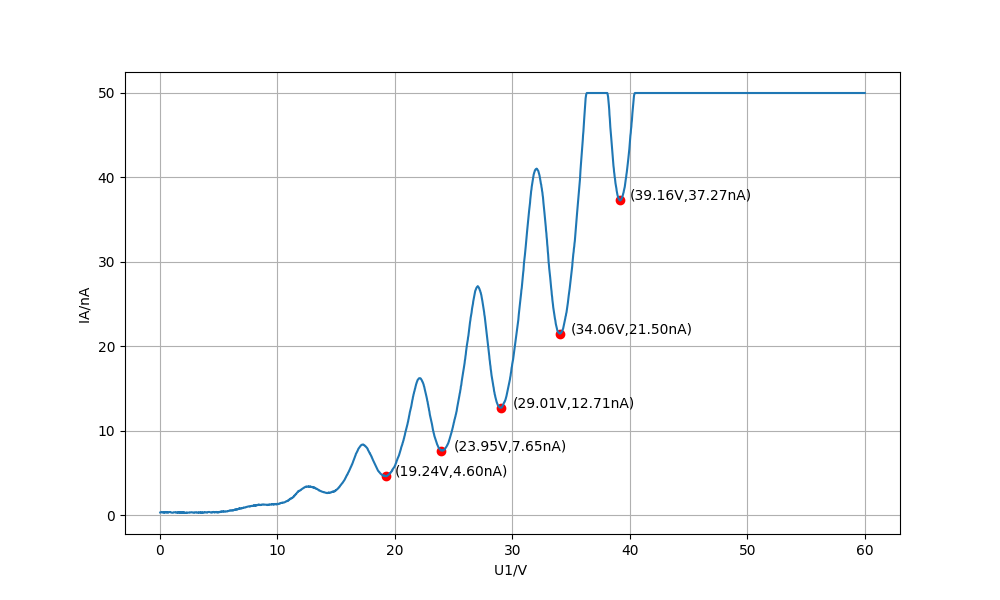 50
40
(39.16V,37.27nA)
30
IA/nA
(34.06V,21.50nA)
20
(29.01V,12.71nA)
10
(23.95V,7.65nA)
(19.24V,4.60nA)
0
0 10 20 30 40 50 60
U1/V